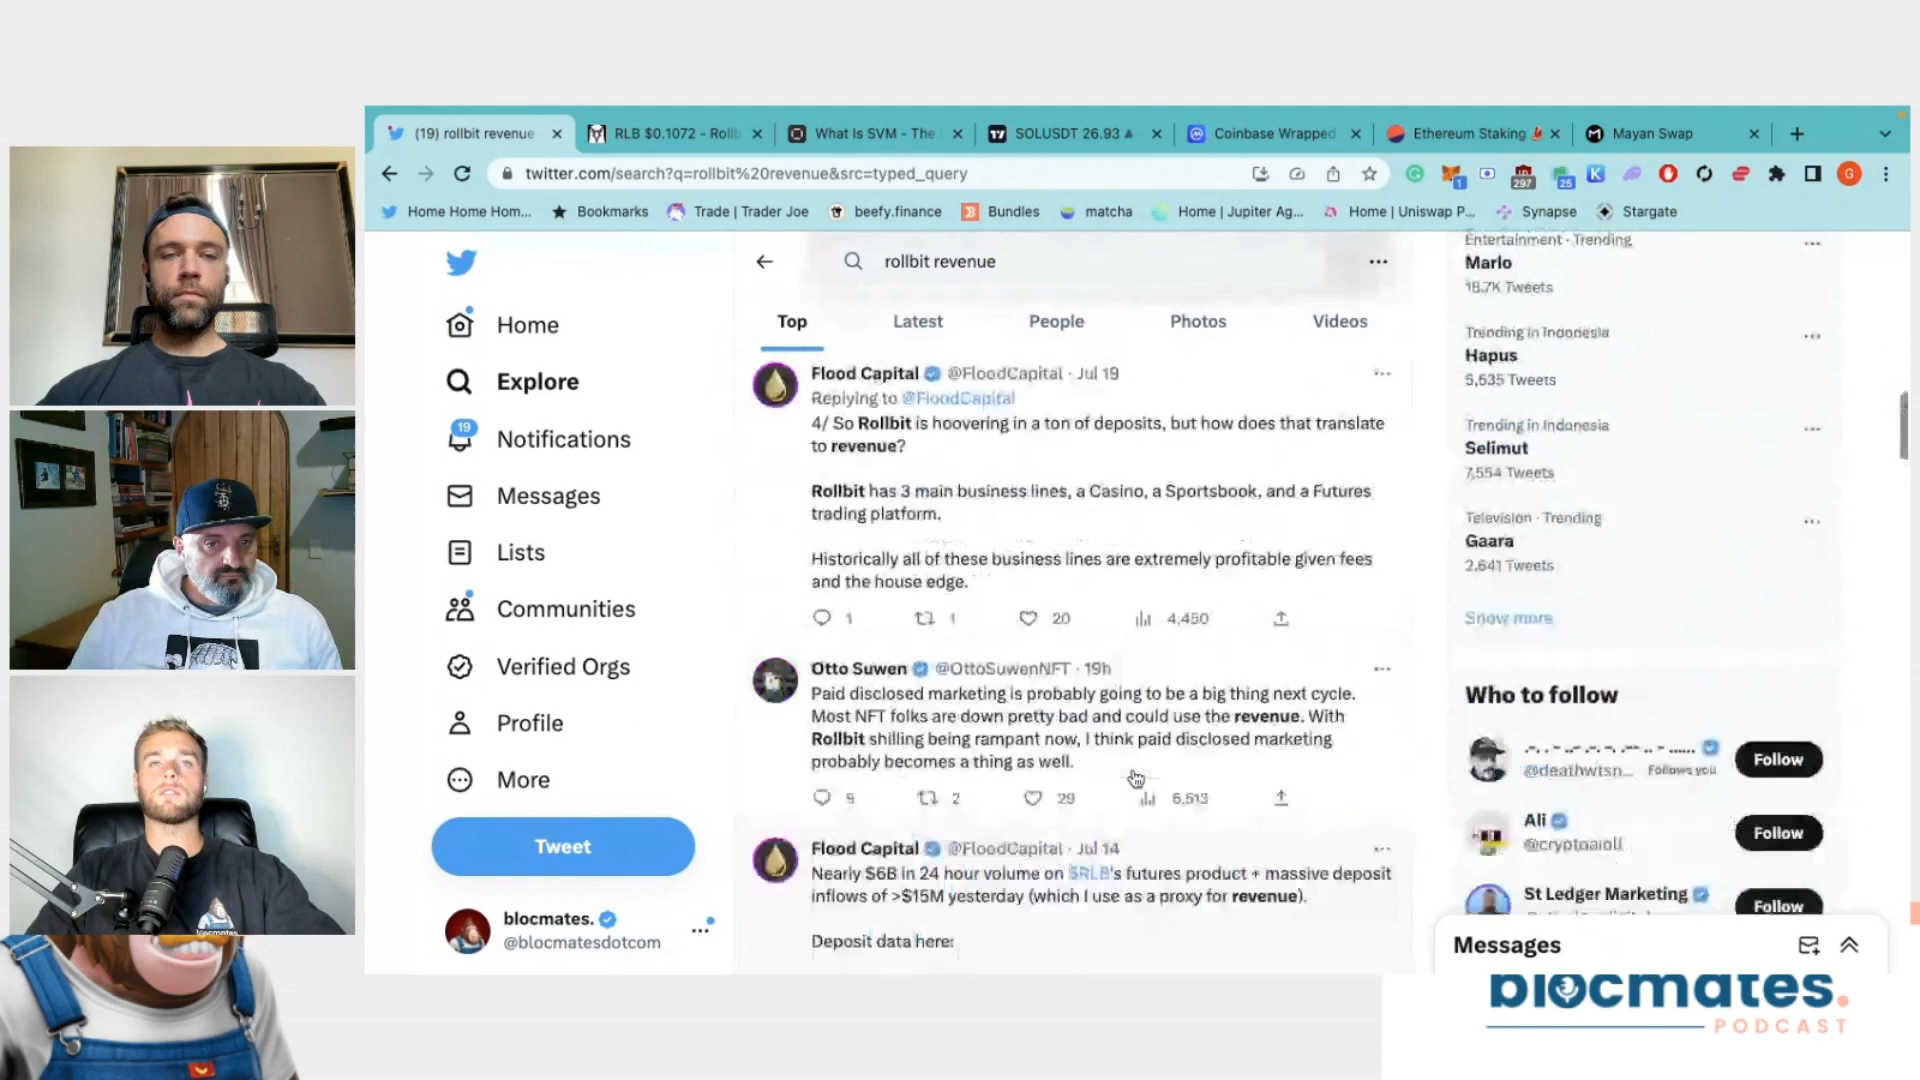 (19) rollbit revenue
RLB $0.1072 - Rollb
What Is SVM - The
SOLUSDT 26.93
Coinbase Wrapped
Ethereum Staking
Mayan Swap
twitter.com/search?q=rollbit%20revenue&src=typed_query
1
297
25
K
G
Home Home Hom...
Bookmarks
Trade | Trader Joe
beefy.finance
Bundles
matcha
Home | Jupiter Ag...
Home | Uniswap P...
Synapse
Stargate
Home
Explore
19
Notifications
Messages
Lists
Communities
Verified Orgs
Profile
More
Tweet
blocmates.
@blocmatesdotcom
rollbit revenue
Top
Latest
People
Photos
Videos
Flood Capital @FloodCapital · Jul 19
Replying to @FloodCapital
4/ So Rollbit is hoovering in a ton of deposits, but how does that translate
to revenue?
Rollbit has 3 main business lines, a Casino, a Sportsbook, and a Futures
trading platform.
Historically all of these business lines are extremely profitable given fees
and the house edge.
1
1
20
4,450
Otto Suwen @OttoSuwenNFT · 19h
Paid disclosed marketing is probably going to be a big thing next cycle.
Most NFT folks are down pretty bad and could use the revenue. With
Rollbit shilling being rampant now, I think paid disclosed marketing
probably becomes a thing as well.
9
2
29
6,513
Flood Capital @FloodCapital · Jul 14
Nearly $6B in 24 hour volume on $RLB's futures product + massive deposit
inflows of >$15M yesterday (which I use as a proxy for revenue).
Deposit data here:
Entertainment · Trending
Marlo
18.7K Tweets
Trending in Indonesia
Hapus
5,535 Tweets
Trending in Indonesia
Selimut
7,554 Tweets
Television · Trending
Gaara
2,641 Tweets
Show more
Who to follow
Follows you
Follow
Ali
Follow
St Ledger Marketing
Follow
Messages
blocmates.
PODCAST